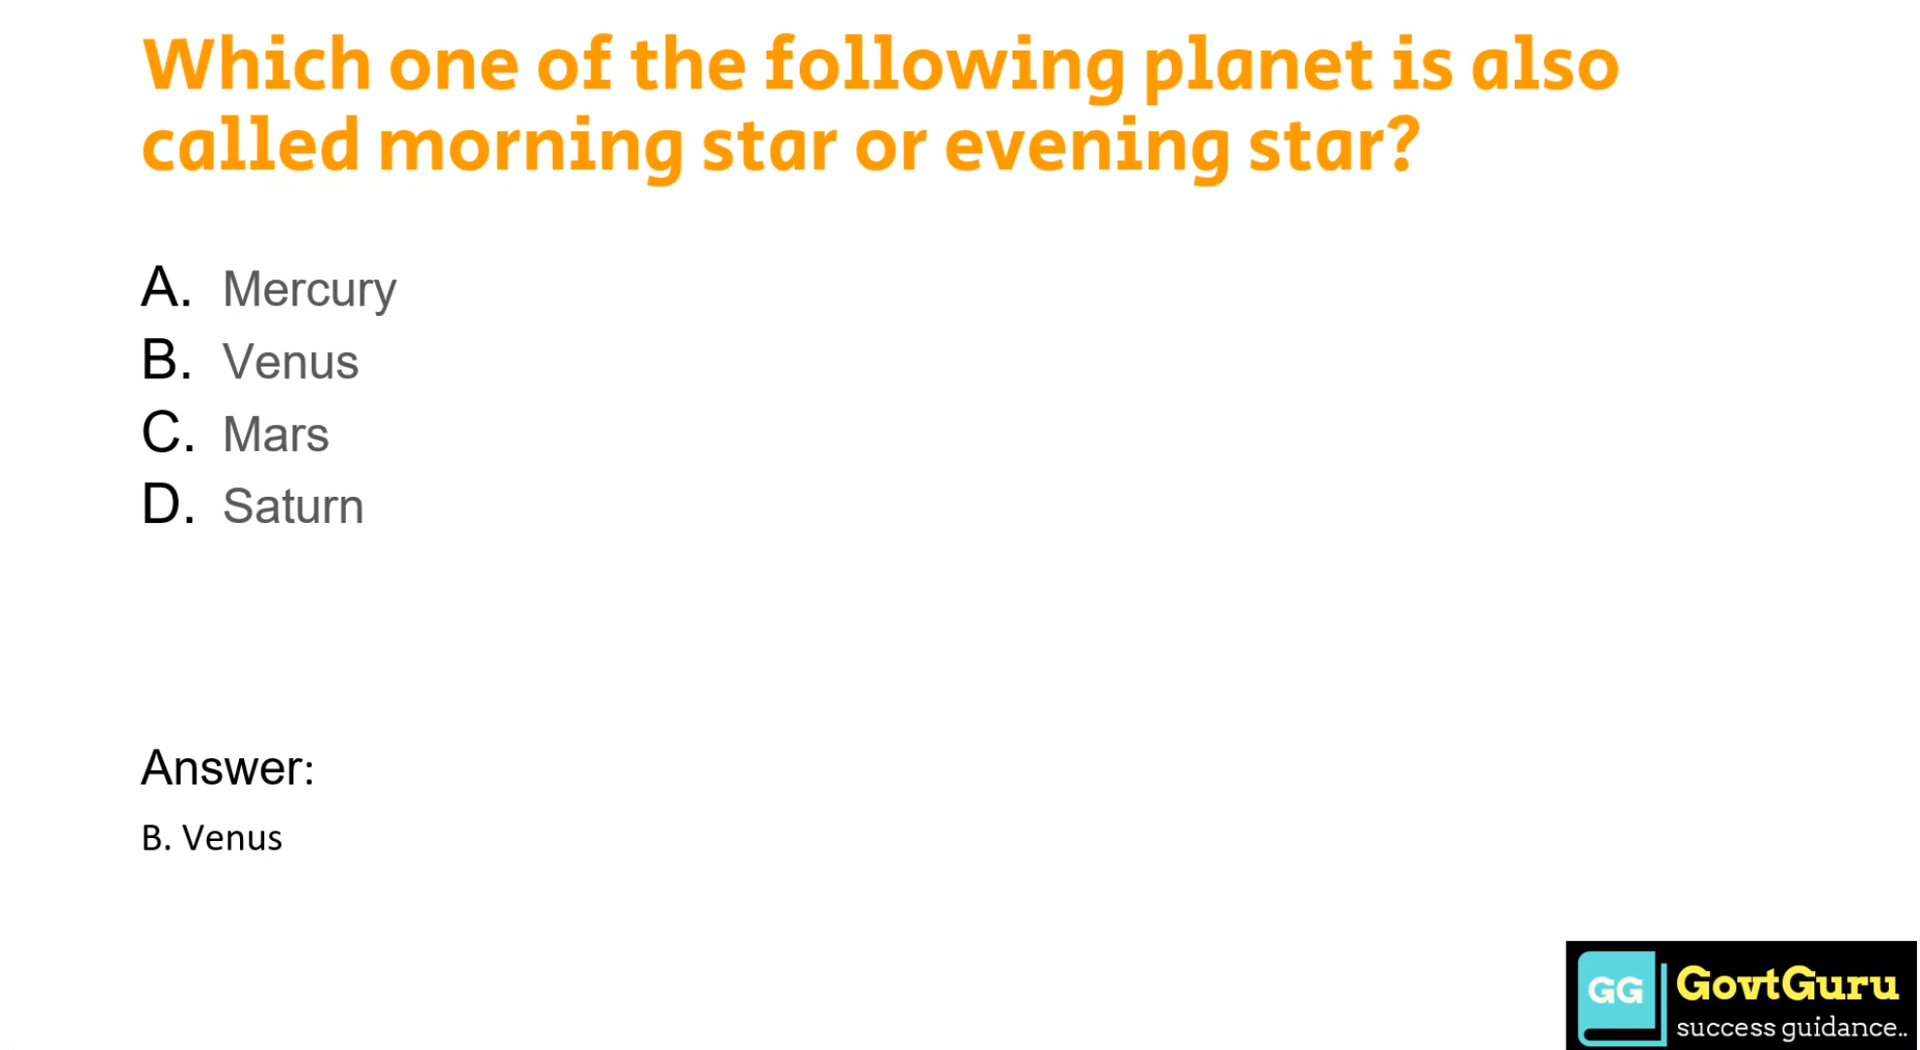 Which one of the following planet is also
called morning star or evening star?
A. Mercury
B. Venus
C. Mars
D. Saturn
Answer:
B. Venus
GG GovtGuru
success guidance..